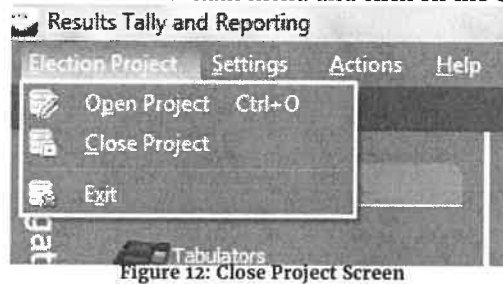 Results Tally and Reporting
Election Project Settings Actions Help
Open Project Ctrl+O
Close Project
Exit
Tabulators
Figure 12: Close Project Screen